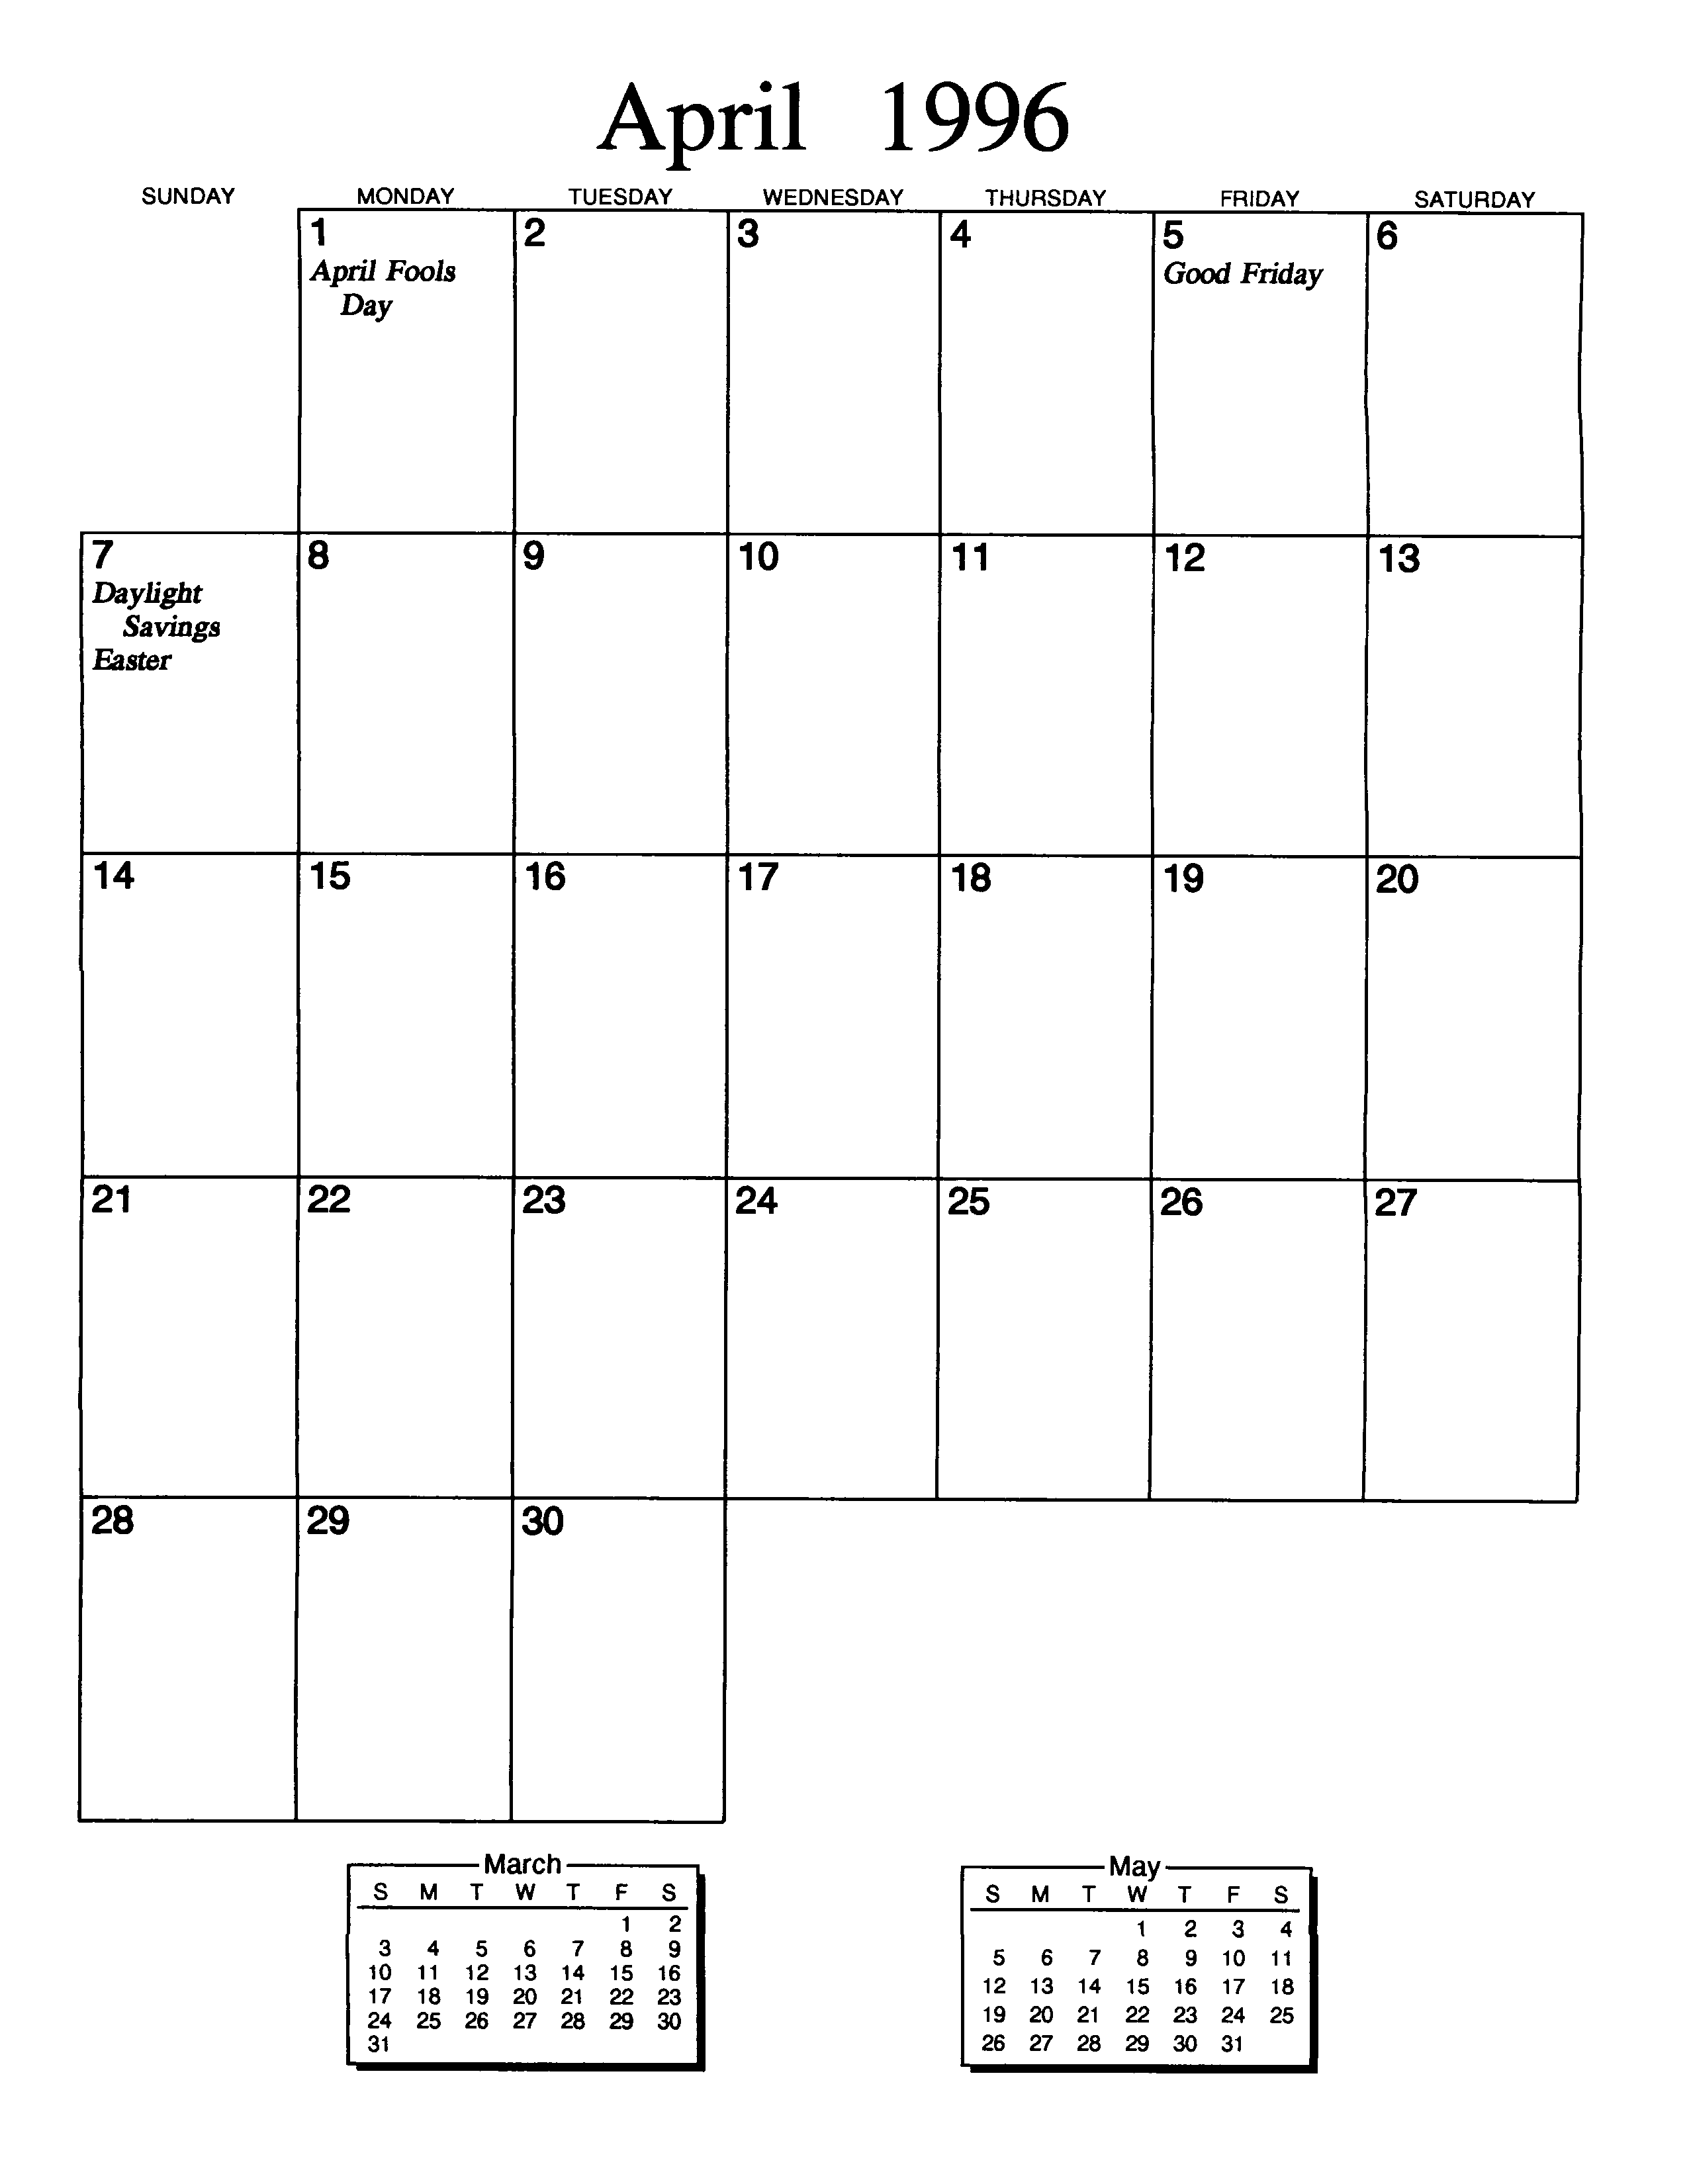 April 1996
SUNDAY MONDAY TUESDAY WEDNESDAY THURSDAY FRIDAY SATURDAY
1 2 3 4 5 6
April Fools
Day
Good Friday
7 8 9 10 11 12 13
Daylight
Savings
Easter
14 15 16 17 18 19 20
21 22 23 24 25 26 27
28 29 30
March
S M T W T F S
1 2
3 4 5 6 7 8 9
10 11 12 13 14 15 16
17 18 19 20 21 22 23
24 25 26 27 28 29 30
31
May
S M T W T F S
1 2 3 4
5 6 7 8 9 10 11
12 13 14 15 16 17 18
19 20 21 22 23 24 25
26 27 28 29 30 31